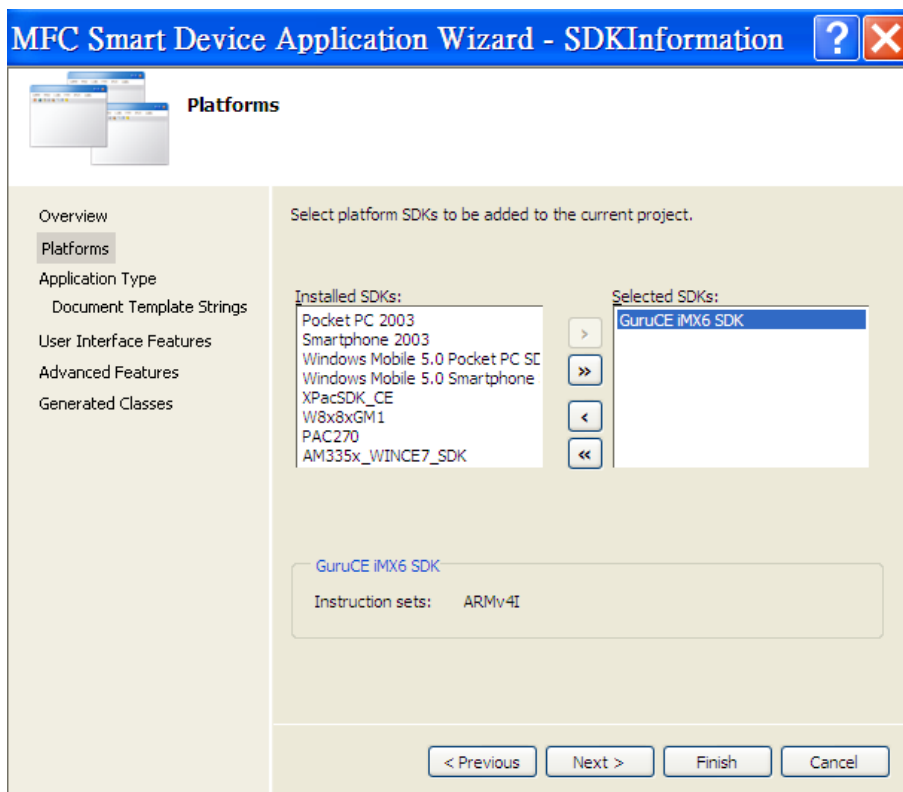 MFC Smart Device Application Wizard - SDKInformation
Platforms
Overview
Platforms
Application Type
Document Template Strings
User Interface Features
Advanced Features
Generated Classes
Select platform SDKs to be added to the current project.
Installed SDKs:
Pocket PC 2003
Smartphone 2003
Windows Mobile 5.0 Pocket PC SD
Windows Mobile 5.0 Smartphone
XPacSDK_CE
W8x8xGM1
PAC270
AM335x_WINCE7_SDK
>
»
<
«
Selected SDKs:
GuruCE iMX6 SDK
GuruCE iMX6 SDK
Instruction sets: ARMv4I
< Previous
Next >
Finish
Cancel